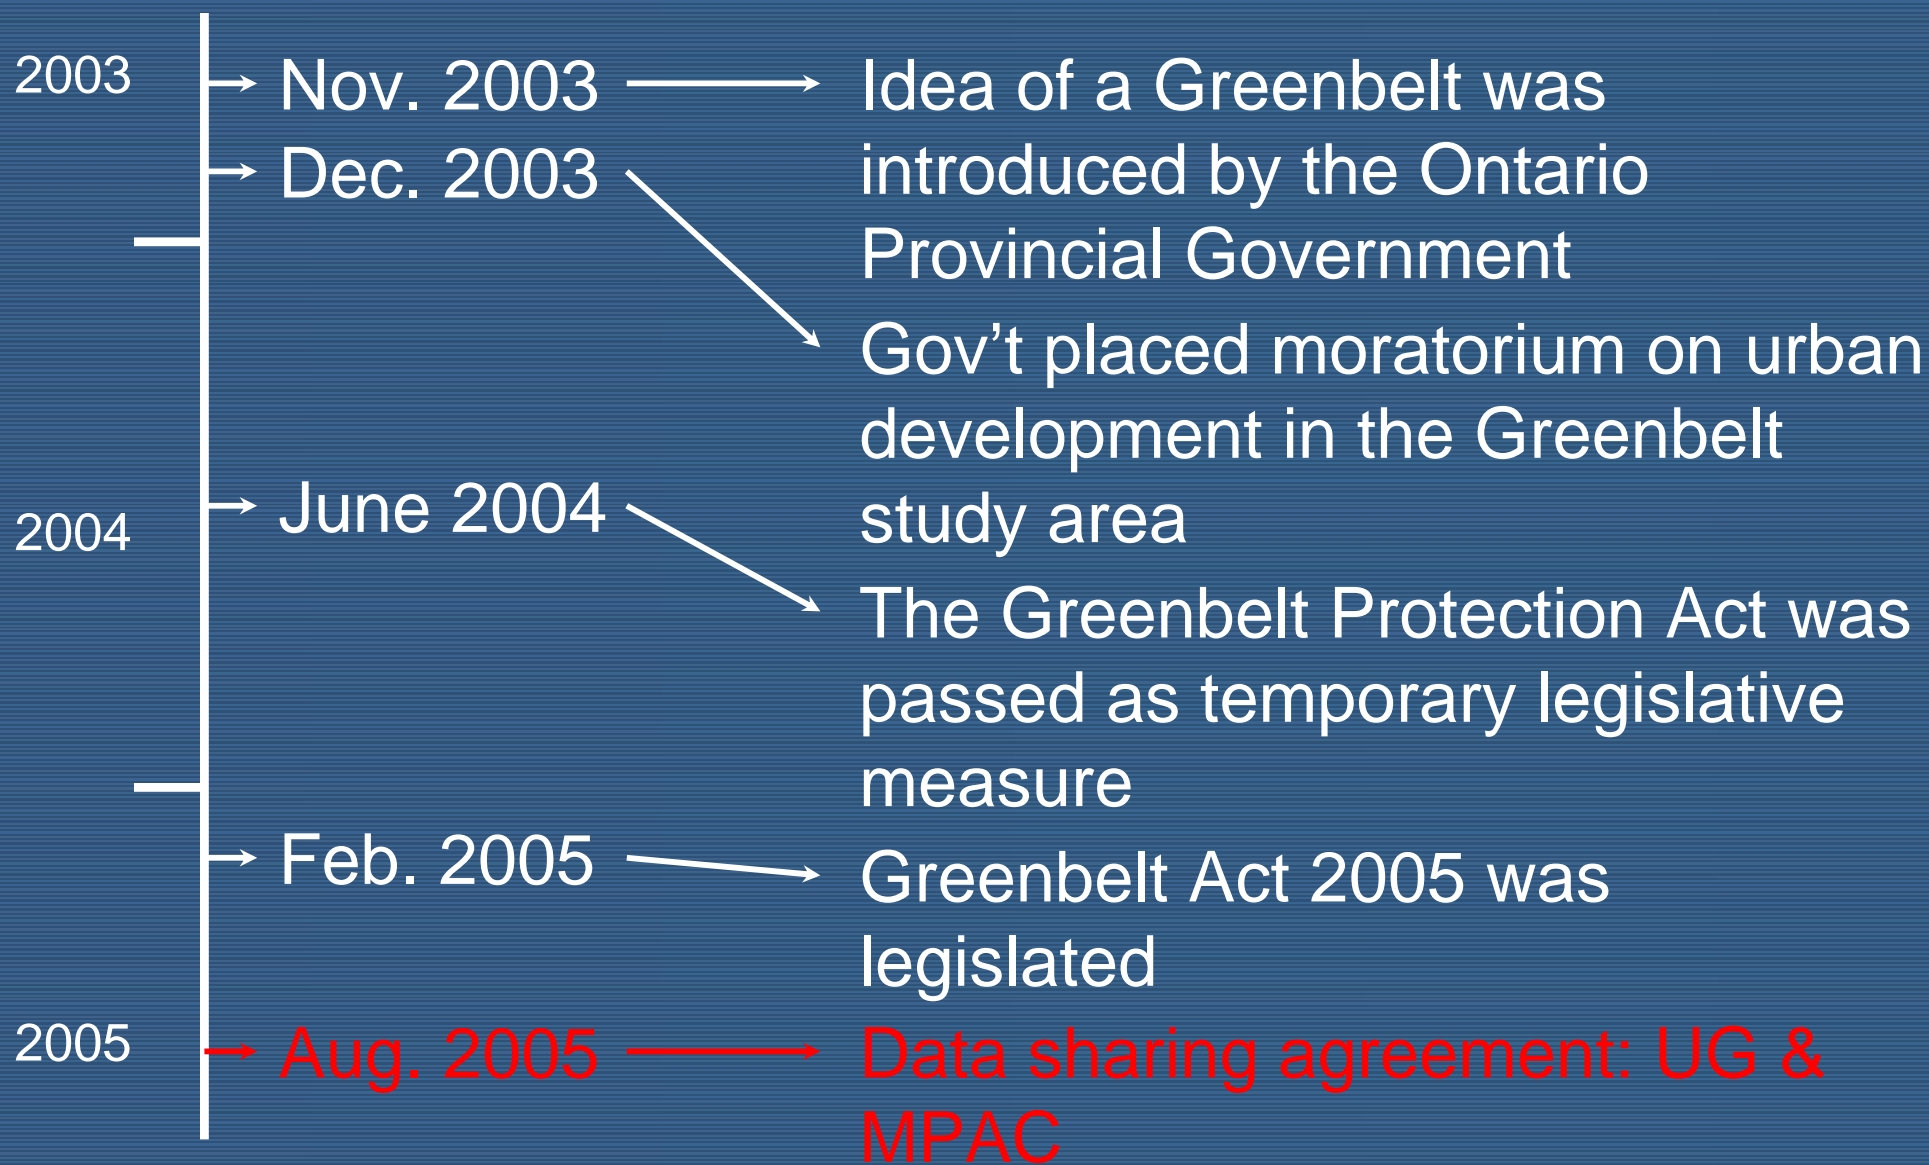 2003
Nov. 2003
Idea of a Greenbelt was
introduced by the Ontario
Provincial Government
Dec. 2003
Gov’t placed moratorium on urban
development in the Greenbelt
study area
2004
June 2004
The Greenbelt Protection Act was
passed as temporary legislative
measure
Feb. 2005
Greenbelt Act 2005 was
legislated
2005
Aug. 2005
Data sharing agreement: UG &
MPAC